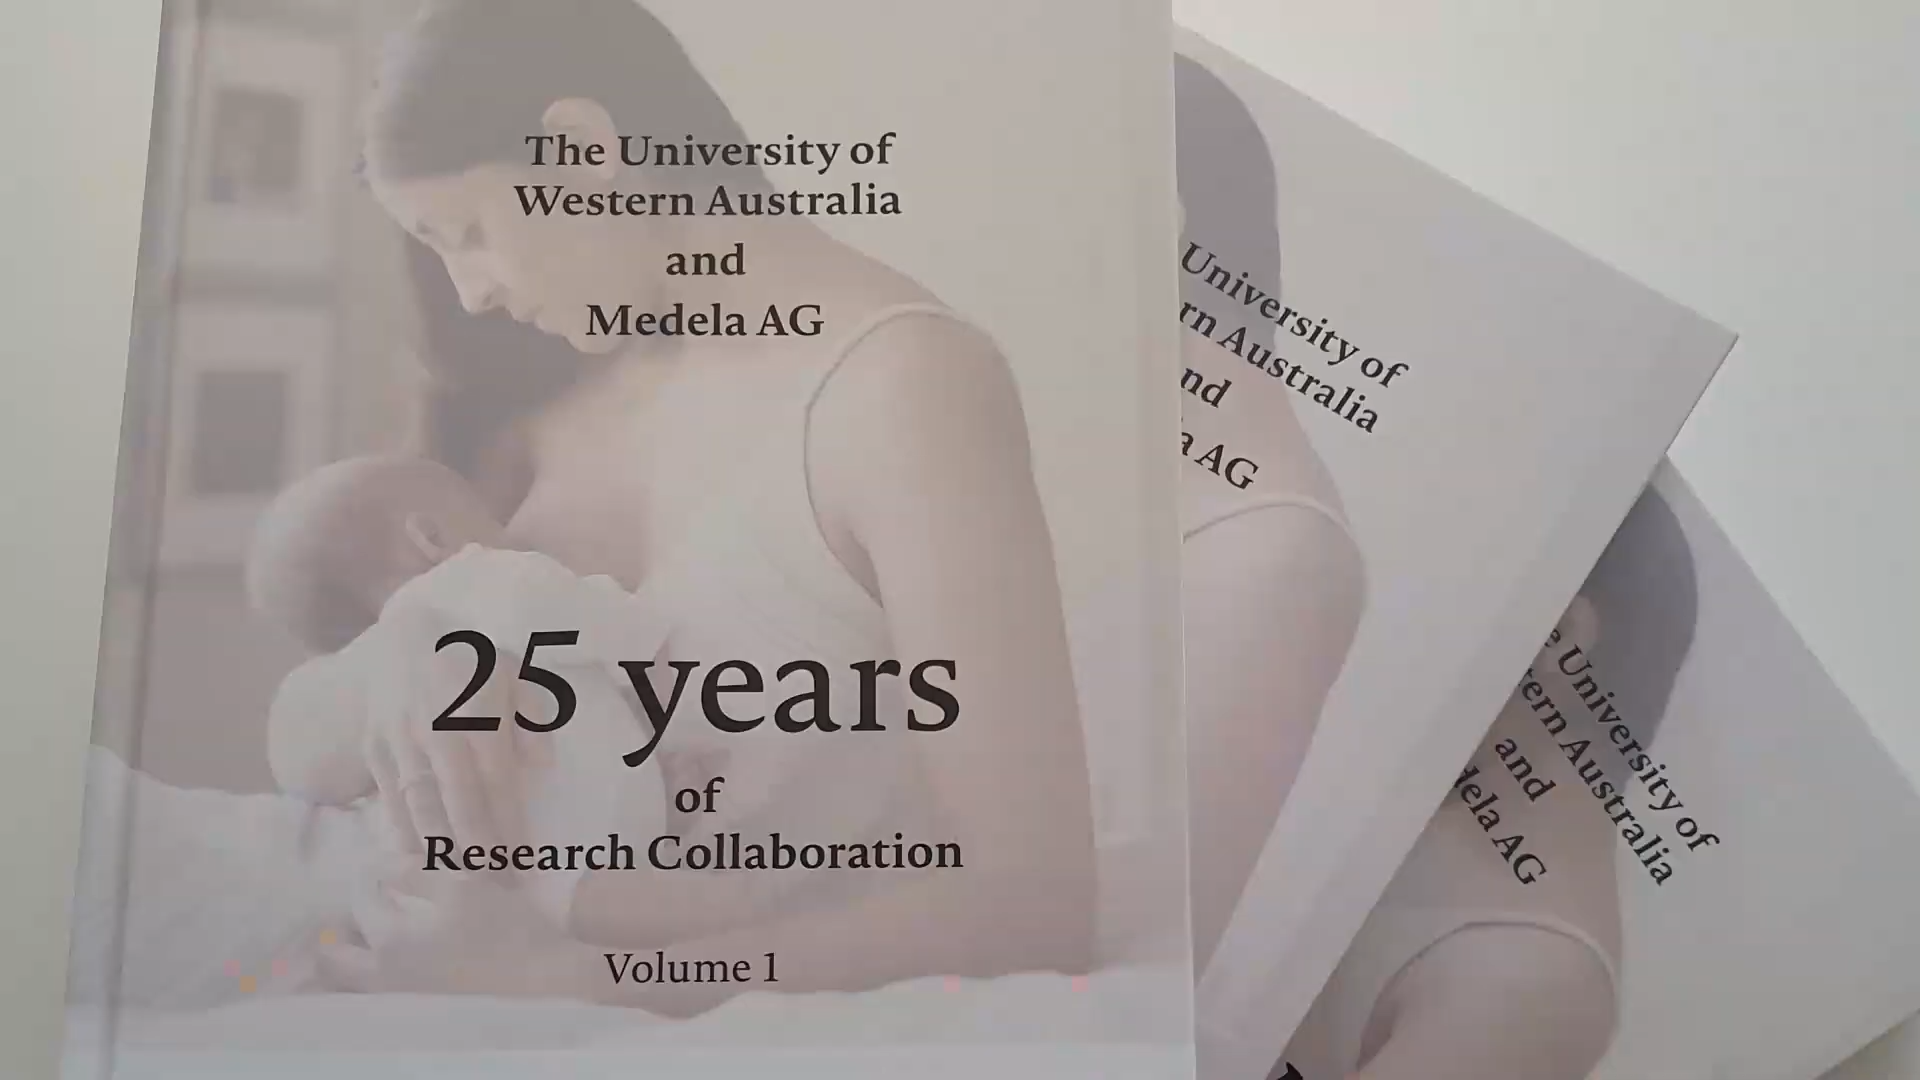 The University of
Western Australia
and
Medela AG
25 years
of
Research Collaboration
Volume 1
University of
rn Australia
nd
a AG
e University of
tern Australia
and
dela AG